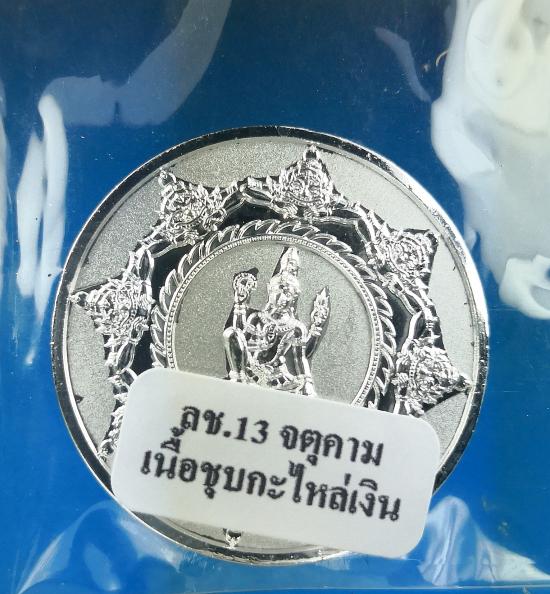 ลช.13 จตุคาม
เนื้อชุบกะไหล่เงิน